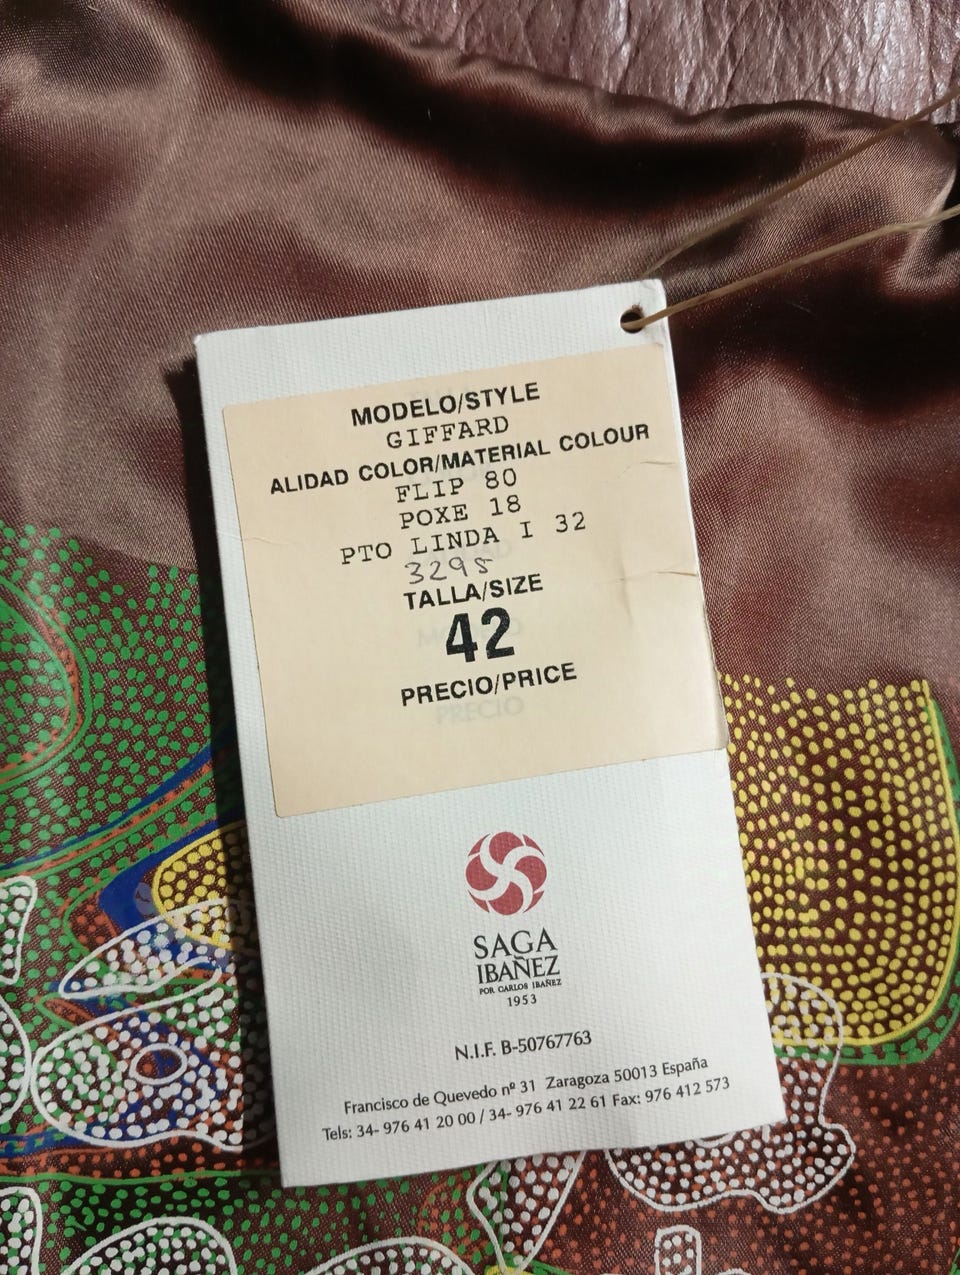 MODELO/STYLE
GIFFARD
ALIDAD COLOR/MATERIAL COLOUR
FLIP 80
POXE 18
PTO LINDA I 32
3295
TALLA/SIZE
42
PRECIO/PRICE
PRECIO
SAGA
IBAÑEZ
POR CARLOS IBAÑEZ
1953
N.I.F. B-50767763
Francisco de Quevedo nº 31 Zaragoza 50013 España
Tels: 34- 976 41 20 00 / 34- 976 41 22 61 Fax: 976 412 573